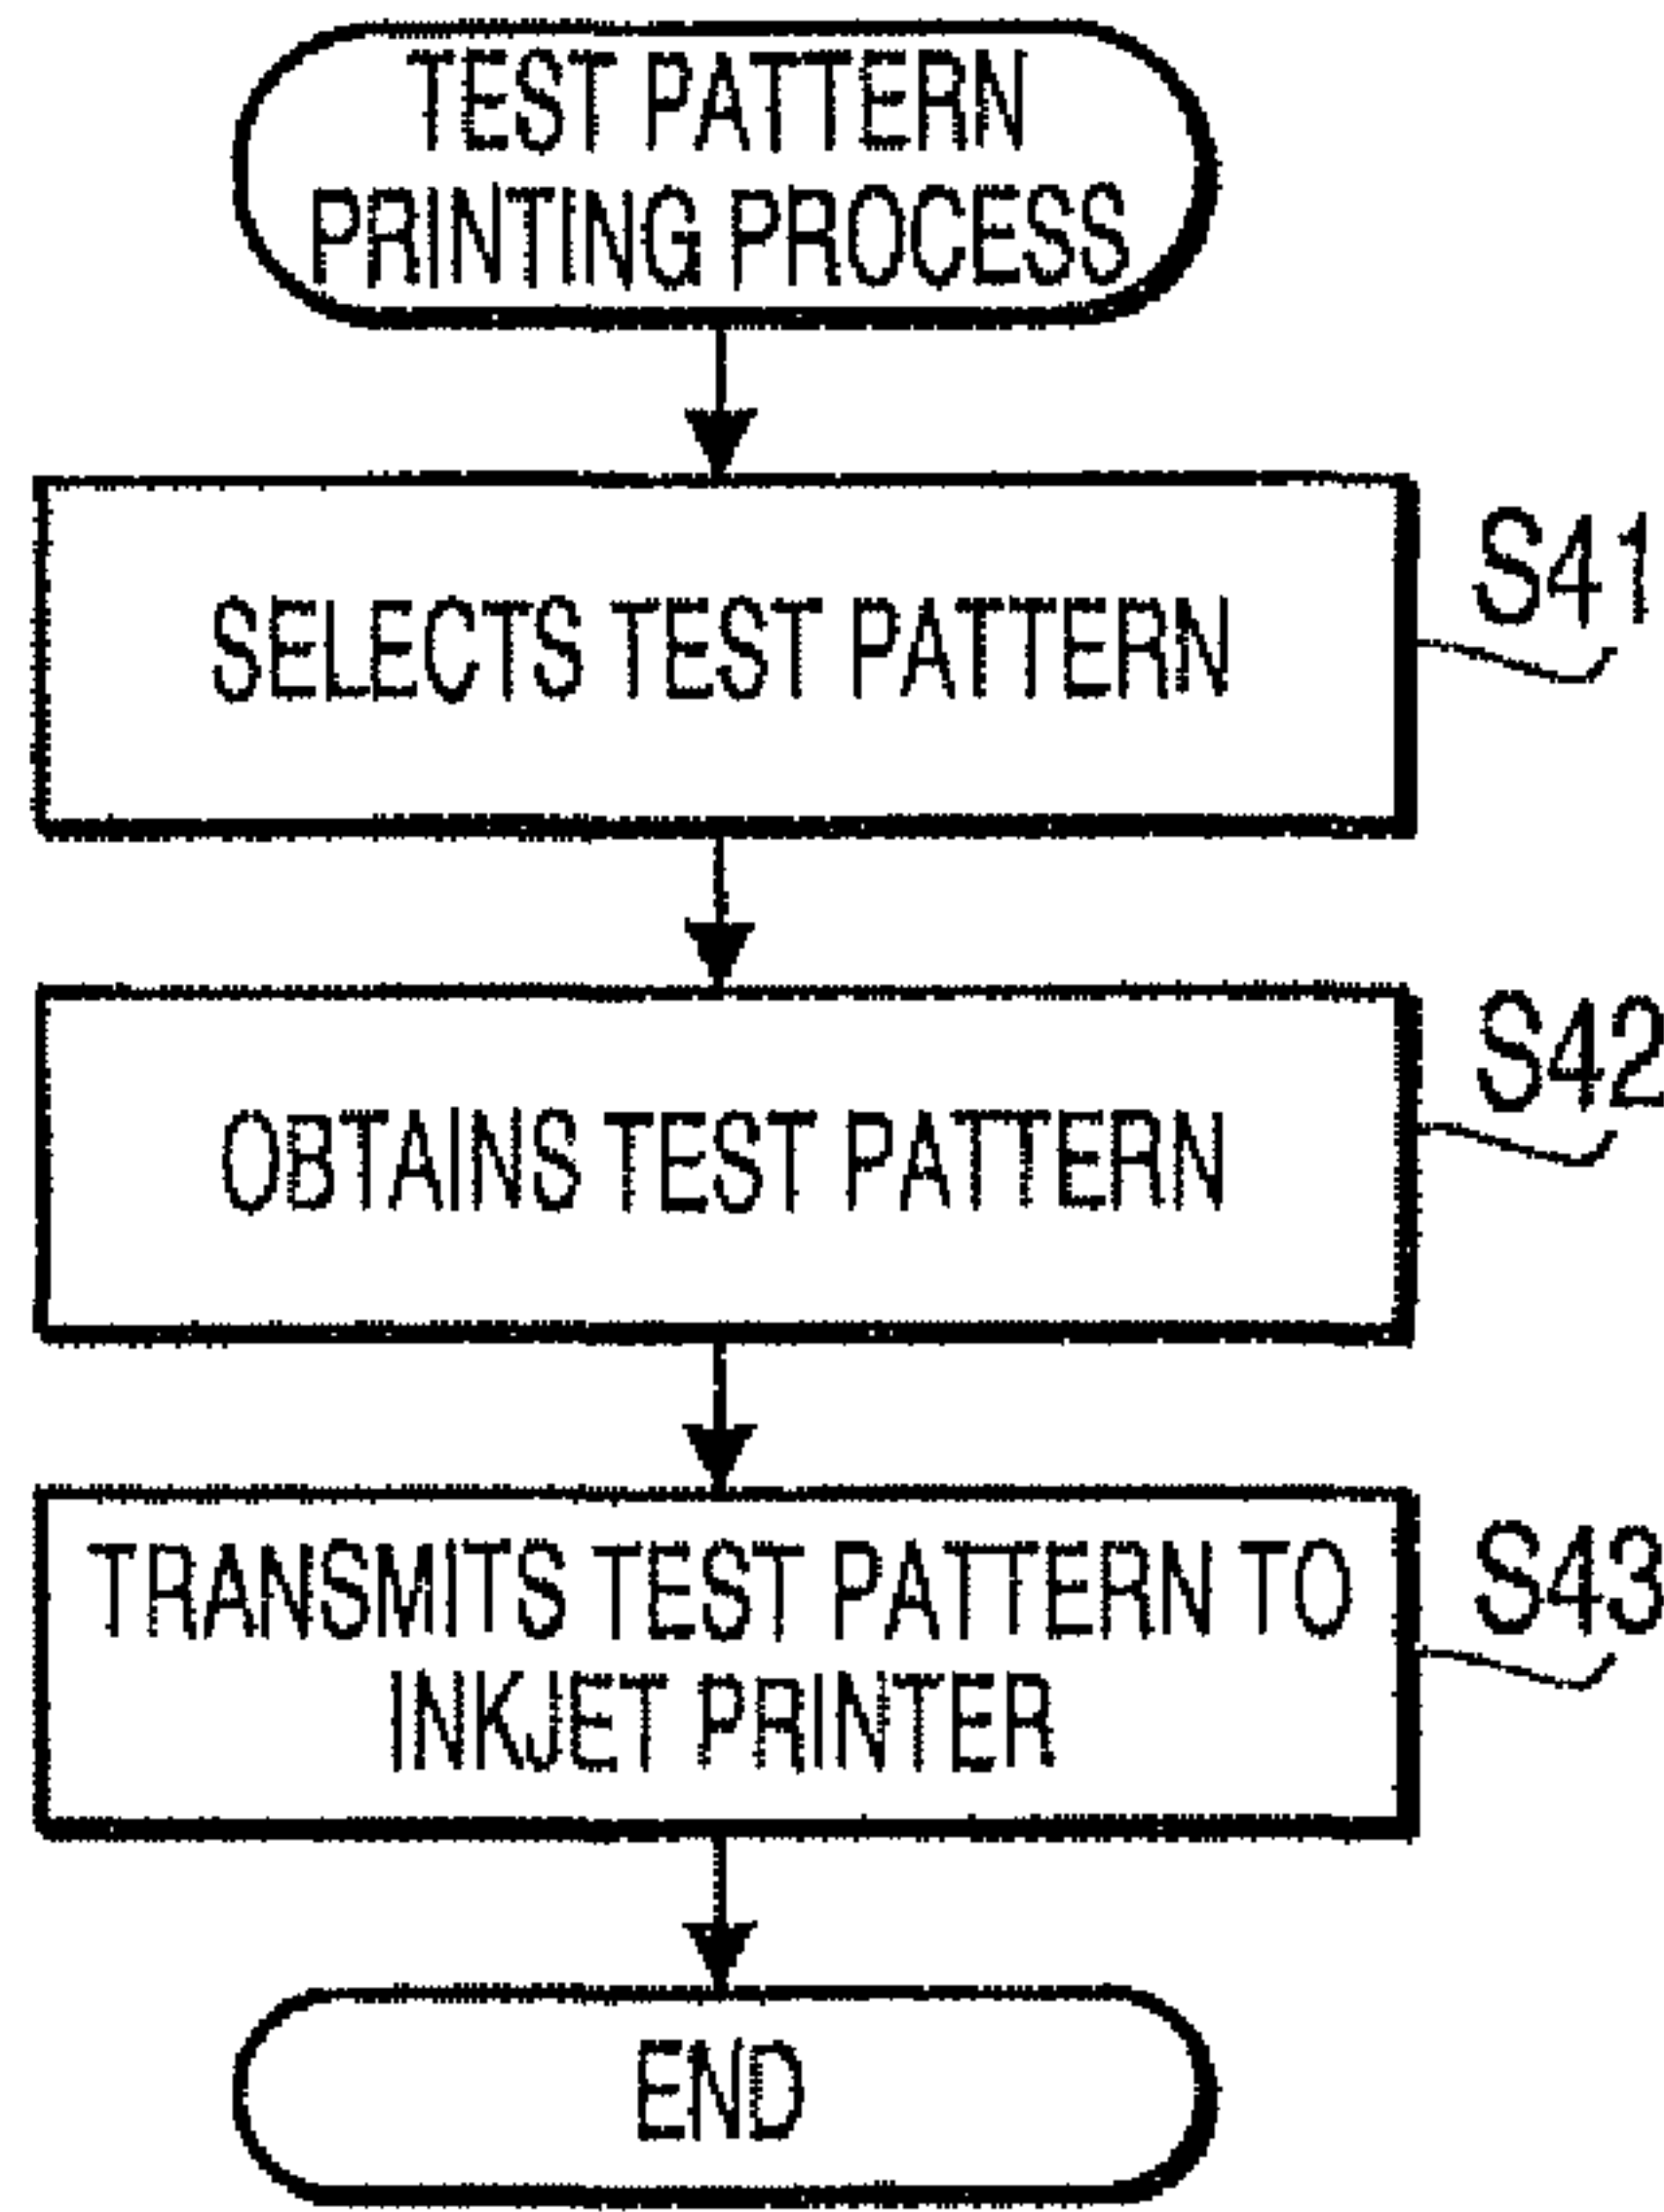 TEST PATTERN
PRINTING PROCESS
S41
SELECTS TEST PATTERN
S42
OBTAINS TEST PATTERN
S43
TRANSMITS TEST PATTERN TO
INKJET PRINTER
END